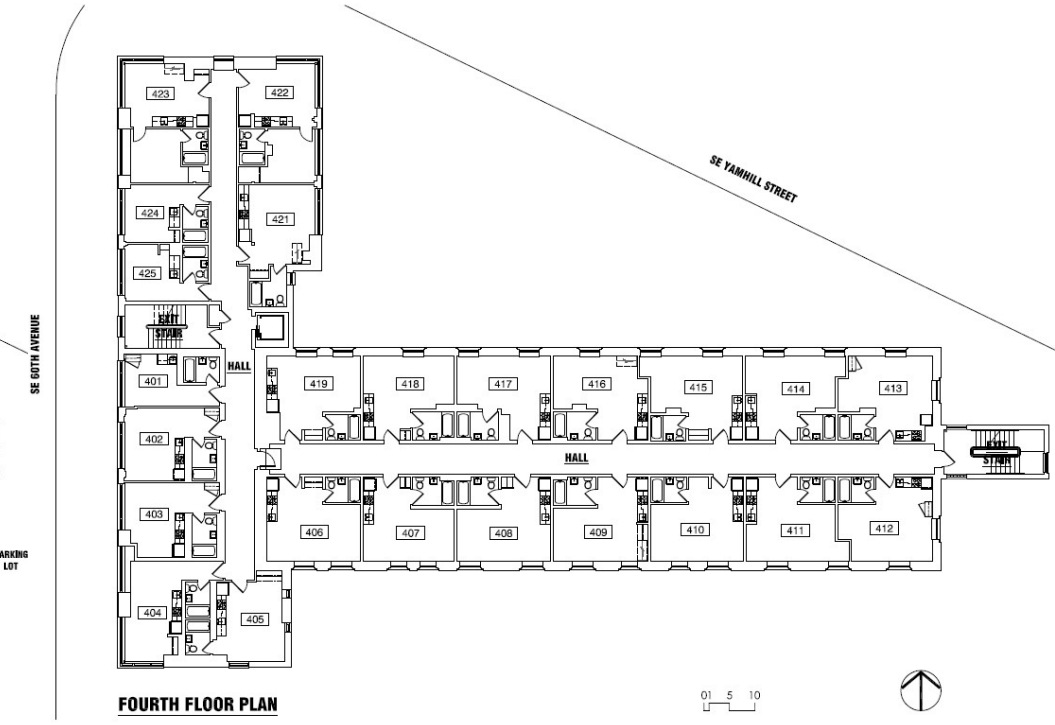 423
422
SE YAMHILL STREET
424
421
425
EXIT
STAIR
SE 60TH AVENUE
HALL
401
419
418
417
416
415
414
413
402
HALL
EXIT
STAIR
403
406
407
408
409
410
411
412
ARKING
LOT
404
405
FOURTH FLOOR PLAN
01 5 10